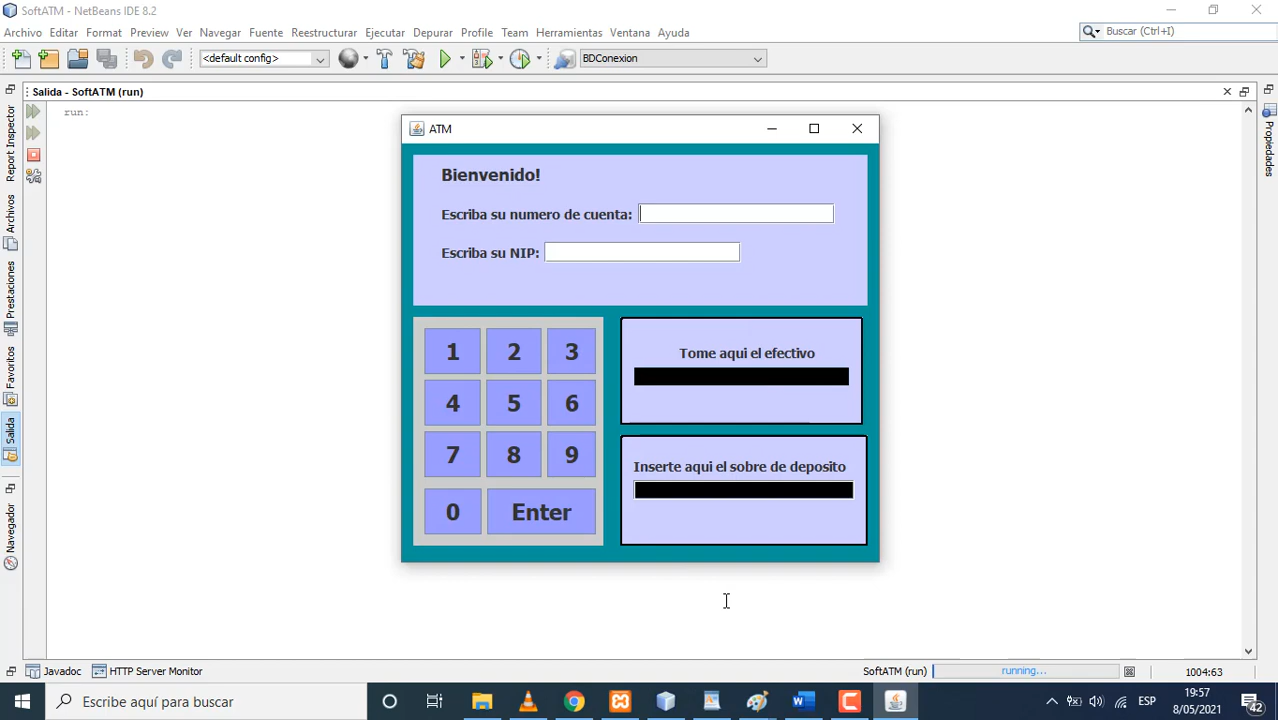 SoftATM - NetBeans IDE 8.2
Archivo Editar Format Preview Ver Navegar Fuente Reestructurar Ejecutar Depurar Profile Team Herramientas Ventana Ayuda
Buscar (Ctrl+I)
<default config>
BDConexion
Salida - SoftATM (run)
run:
Report Inspector
Archivos
Prestaciones
Favoritos
Salida
Navegador
Propiedades
ATM
Bienvenido!
Escriba su numero de cuenta:
Escriba su NIP:
1 2 3
4 5 6
7 8 9
0 Enter
Tome aqui el efectivo
Inserte aqui el sobre de deposito
Javadoc
HTTP Server Monitor
SoftATM (run)
running...
1004:63
Escribe aquí para buscar
ESP
19:57
8/05/2021
42